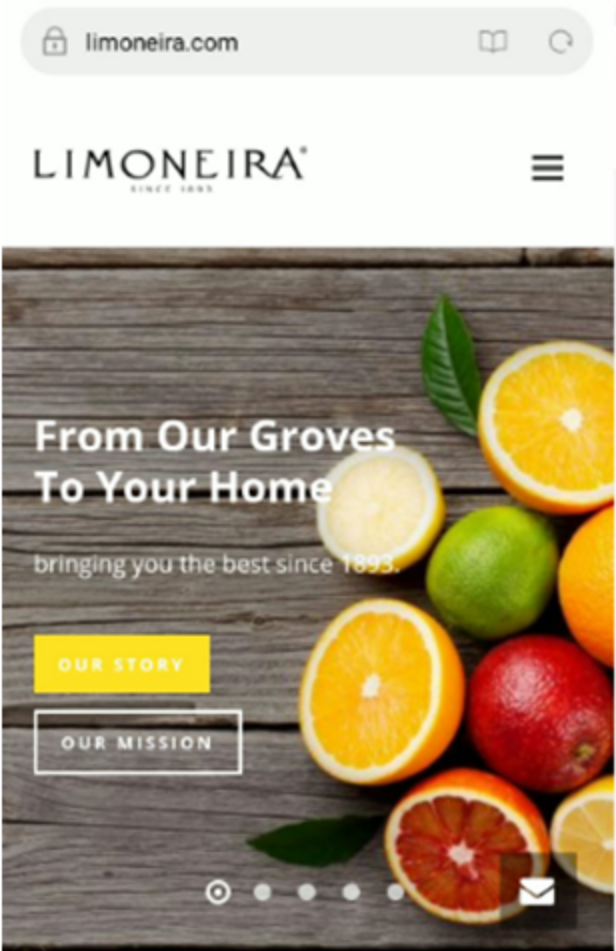 limoneira.com
LIMONEIRA®
SINCE 1893
From Our Groves
To Your Home
bringing you the best since 1893.
OUR STORY
OUR MISSION